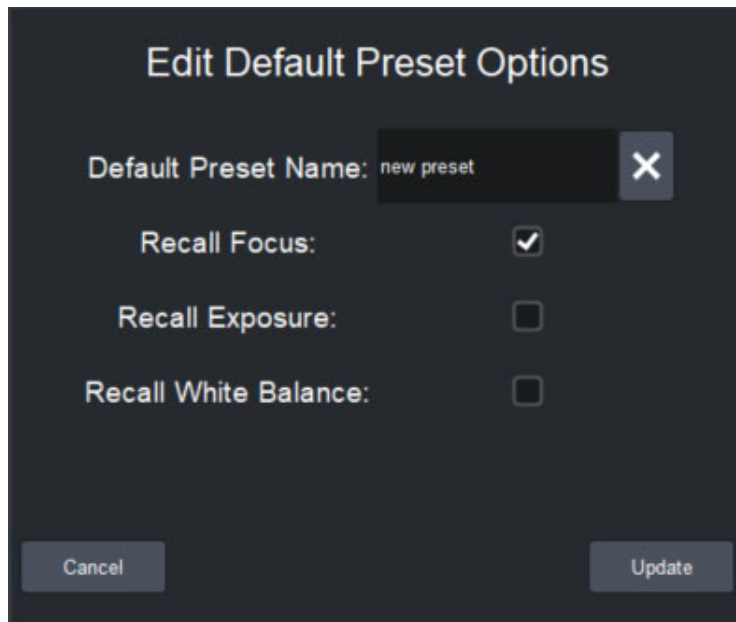 Edit Default Preset Options
Default Preset Name: new preset
Recall Focus:
Recall Exposure:
Recall White Balance:
Cancel Update